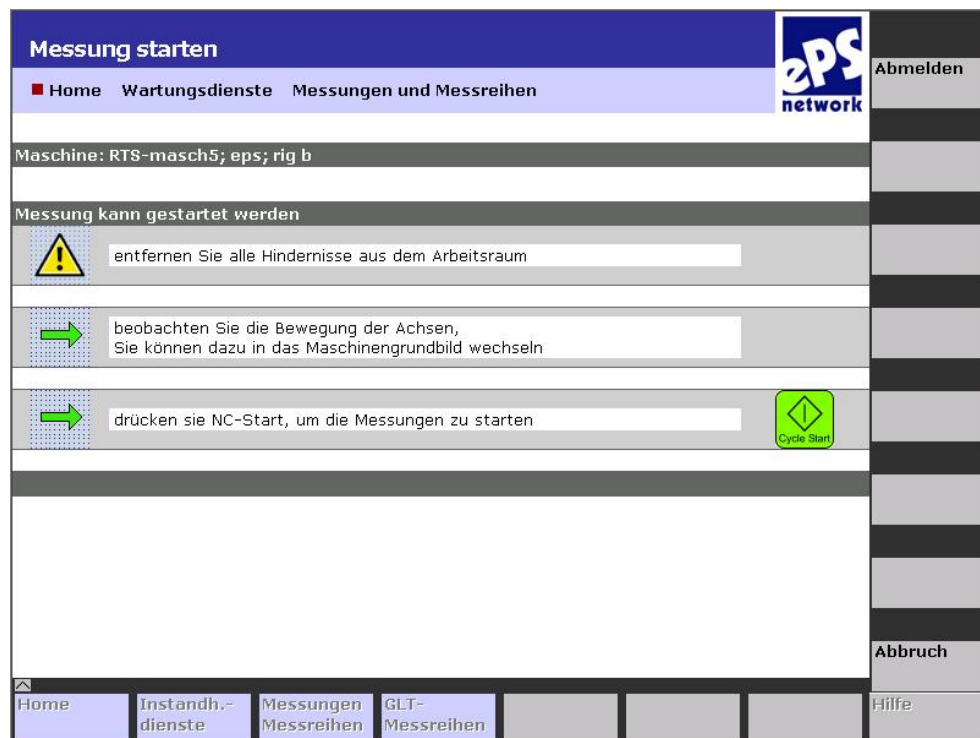 Messung starten
Home Wartungsdienste Messungen und Messreihen
ePS
network
Abmelden
Maschine: RTS-masch5; eps; rig b
Messung kann gestartet werden
entfernen Sie alle Hindernisse aus dem Arbeitsraum
beobachten Sie die Bewegung der Achsen,
Sie können dazu in das Maschinengrundbild wechseln
drücken sie NC-Start, um die Messungen zu starten
Cycle Start
Abbruch
Home
Instandh.-
dienste
Messungen
Messreihen
GLT-
Messreihen
Hilfe